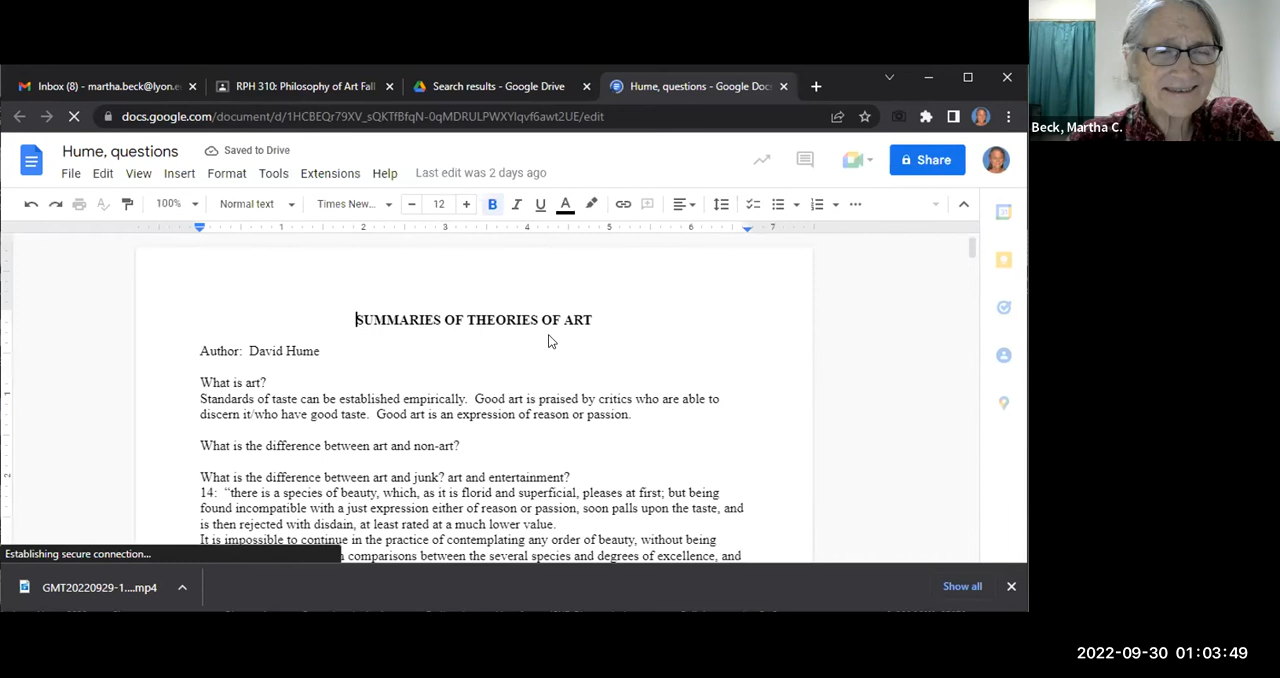 Inbox (8) - martha.beck@lyon.e
RPH 310: Philosophy of Art Fall
Search results - Google Drive
Hume, questions - Google Doc
docs.google.com/document/d/1HCBEQr79XV_sQKTfBfqN-0qMDRULPWXYlqvf6awt2UE/edit
Beck, Martha C.
Hume, questions
Saved to Drive
Share
File Edit View Insert Format Tools Extensions Help Last edit was 2 days ago
100% Normal text Times New... 12 B I U A
1 2 3 4 5 6 7
SUMMARIES OF THEORIES OF ART
Author: David Hume
What is art?
Standards of taste can be established empirically. Good art is praised by critics who are able to
discern it/who have good taste. Good art is an expression of reason or passion.
What is the difference between art and non-art?
What is the difference between art and junk? art and entertainment?
14: “there is a species of beauty, which, as it is florid and superficial, pleases at first; but being
found incompatible with a just expression either of reason or passion, soon palls upon the taste, and
is then rejected with disdain, at least rated at a much lower value.
It is impossible to continue in the practice of contemplating any order of beauty, without being
comparisons between the several species and degrees of excellence, and
Establishing secure connection...
GMT20220929-1....mp4
Show all
2022-09-30 01:03:49